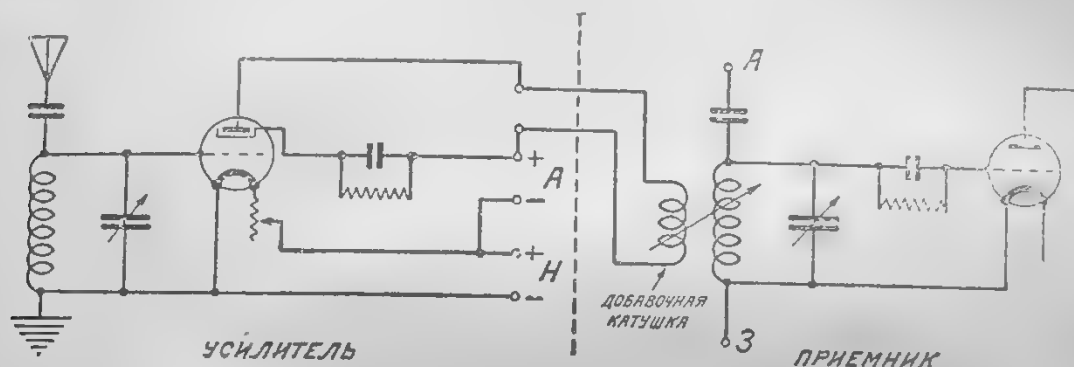 +
А
—
+
Н
—
А
ДОБАВОЧНАЯ
КАТУШКА
З
УСИЛИТЕЛЬ
ПРИЕМНИК